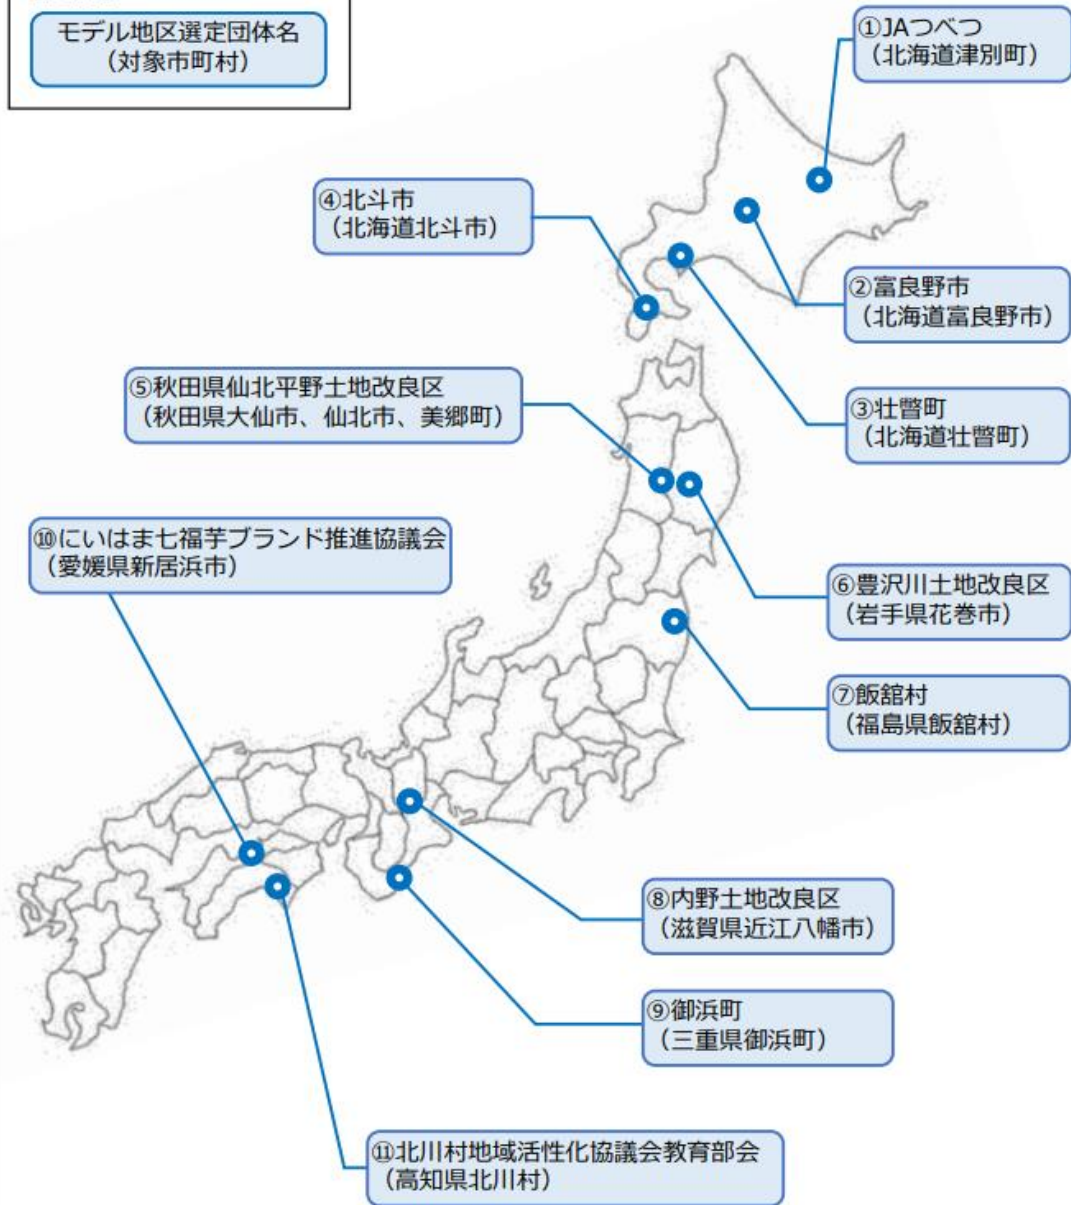 モデル地区選定団体名
（対象市町村）
①JAつべつ
（北海道津別町）
④北斗市
（北海道北斗市）
②富良野市
（北海道富良野市）
③壮瞥町
（北海道壮瞥町）
⑤秋田県仙北平野土地改良区
（秋田県大仙市、仙北市、美郷町）
⑩にいはま七福芋ブランド推進協議会
（愛媛県新居浜市）
⑥豊沢川土地改良区
（岩手県花巻市）
⑦飯舘村
（福島県飯舘村）
⑧内野土地改良区
（滋賀県近江八幡市）
⑨御浜町
（三重県御浜町）
⑪北川村地域活性化協議会教育部会
（高知県北川村）